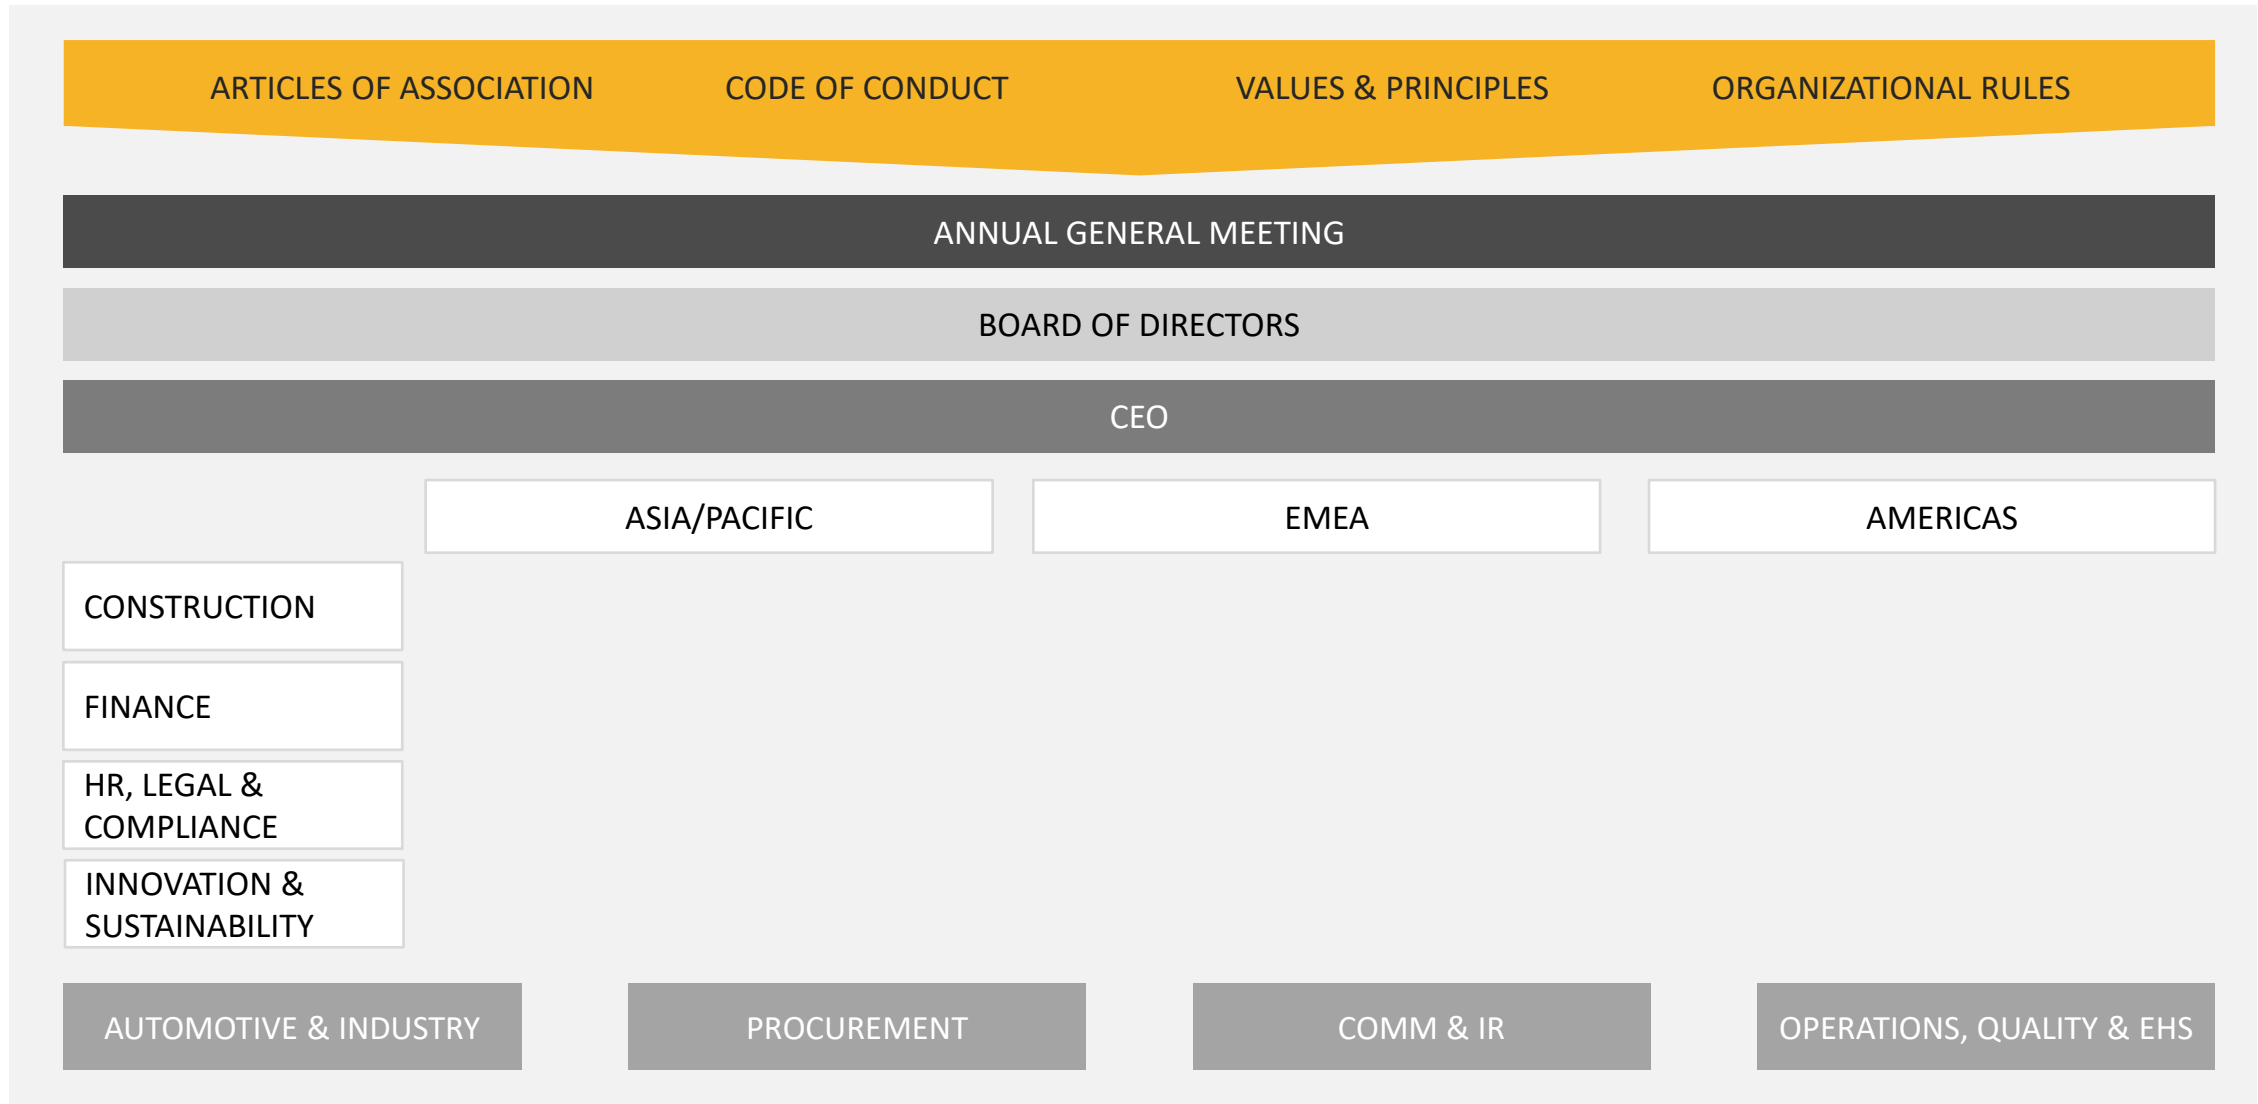 ARTICLES OF ASSOCIATION
CODE OF CONDUCT
VALUES & PRINCIPLES
ORGANIZATIONAL RULES
ANNUAL GENERAL MEETING
BOARD OF DIRECTORS
CEO
ASIA/PACIFIC
EMEA
AMERICAS
CONSTRUCTION
FINANCE
HR, LEGAL &
COMPLIANCE
INNOVATION &
SUSTAINABILITY
AUTOMOTIVE & INDUSTRY
PROCUREMENT
COMM & IR
OPERATIONS, QUALITY & EHS